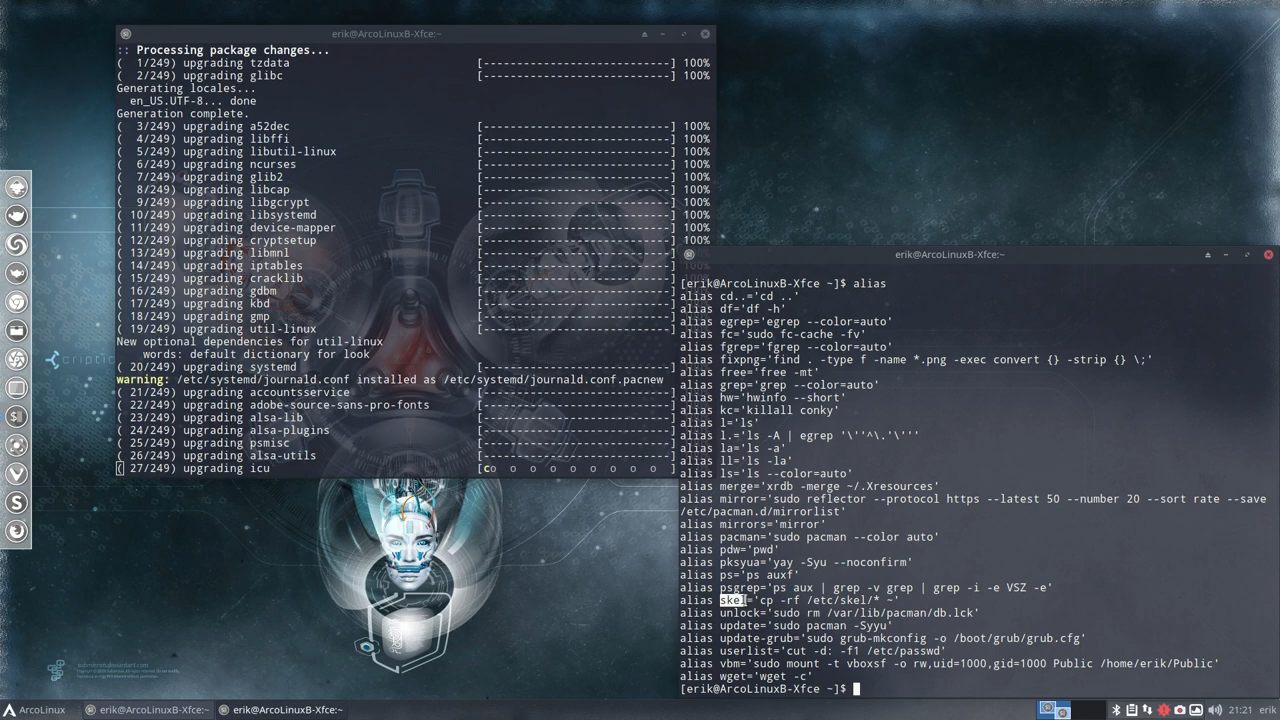 erik@ArcoLinuxB-Xfce:~
:: Processing package changes...
(  1/249) upgrading tzdata [----------------------------] 100%
(  2/249) upgrading glibc [----------------------------] 100%
Generating locales...
en_US.UTF-8... done
Generation complete.
(  3/249) upgrading a52dec [----------------------------] 100%
(  4/249) upgrading libffi [----------------------------] 100%
(  5/249) upgrading libutil-linux [----------------------------] 100%
(  6/249) upgrading ncurses [----------------------------] 100%
(  7/249) upgrading glib2 [----------------------------] 100%
(  8/249) upgrading libcap [----------------------------] 100%
(  9/249) upgrading libgcrypt [----------------------------] 100%
( 10/249) upgrading libsystemd [----------------------------] 100%
( 11/249) upgrading device-mapper [----------------------------] 100%
( 12/249) upgrading cryptsetup [----------------------------] 100%
( 13/249) upgrading libmnl [----------------------------]
( 14/249) upgrading iptables [----------------------------]
( 15/249) upgrading cracklib [----------------------------]
( 16/249) upgrading gdbm [----------------------------]
( 17/249) upgrading kbd [----------------------------]
( 18/249) upgrading gmp [----------------------------]
( 19/249) upgrading util-linux [----------------------------]
New optional dependencies for util-linux
words: default dictionary for look
( 20/249) upgrading systemd [----------------------------]
warning: /etc/systemd/journald.conf installed as /etc/systemd/journald.conf.pacnew
( 21/249) upgrading accountsservice [----------------------------]
( 22/249) upgrading adobe-source-sans-pro-fonts [----------------------------]
( 23/249) upgrading alsa-lib [----------------------------]
( 24/249) upgrading alsa-plugins [----------------------------]
( 25/249) upgrading psmisc [----------------------------]
( 26/249) upgrading alsa-utils [----------------------------]
( 27/249) upgrading icu [co o o o o o o o o ]
erik@ArcoLinuxB-Xfce:~
[erik@ArcoLinuxB-Xfce ~]$ alias
alias cd..='cd ..'
alias df='df -h'
alias egrep='egrep --color=auto'
alias fc='sudo fc-cache -fv'
alias fgrep='fgrep --color=auto'
alias fixpng='find . -type f -name *.png -exec convert {} -strip {} \;'
alias free='free -mt'
alias grep='grep --color=auto'
alias hw='hwinfo --short'
alias kc='killall conky'
alias l='ls'
alias l.='ls -A | egrep '\''^\.'\'''
alias la='ls -a'
alias ll='ls -la'
alias ls='ls --color=auto'
alias merge='xrdb -merge ~/.Xresources'
alias mirror='sudo reflector --protocol https --latest 50 --number 20 --sort rate --save
/etc/pacman.d/mirrorlist'
alias mirrors='mirror'
alias pacman='sudo pacman --color auto'
alias pdw='pwd'
alias pksyua='yay -Syu --noconfirm'
alias ps='ps auxf'
alias psgrep='ps aux | grep -v grep | grep -i -e VSZ -e'
alias skel='cp -rf /etc/skel/* ~'
alias unlock='sudo rm /var/lib/pacman/db.lck'
alias update='sudo pacman -Syyu'
alias update-grub='sudo grub-mkconfig -o /boot/grub/grub.cfg'
alias userlist='cut -d: -f1 /etc/passwd'
alias vbm='sudo mount -t vboxsf -o rw,uid=1000,gid=1000 Public /home/erik/Public'
alias wget='wget -c'
[erik@ArcoLinuxB-Xfce ~]$
criptic
ArcoLinux
erik@ArcoLinuxB-Xfce:~
erik@ArcoLinuxB-Xfce:~
21:21
erik